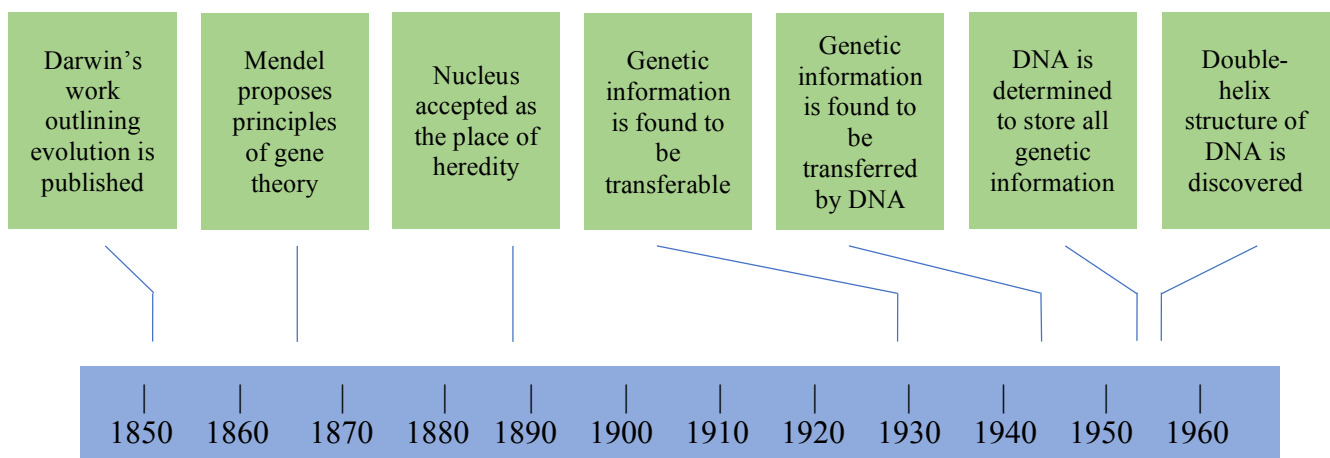 Darwin’s
work
outlining
evolution is
published
Mendel
proposes
principles
of gene
theory
Nucleus
accepted as
the place of
heredity
Genetic
information
is found to
be
transferable
Genetic
information
is found to
be
transferred
by DNA
DNA is
determined
to store all
genetic
information
Double-
helix
structure of
DNA is
discovered
1850 1860 1870 1880 1890 1900 1910 1920 1930 1940 1950 1960